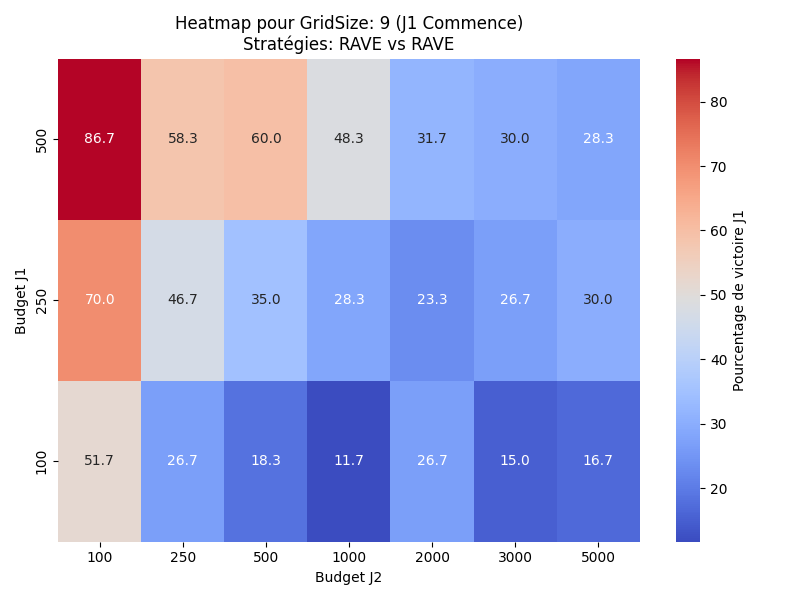 Heatmap pour GridSize: 9 (J1 Commence)
Stratégies: RAVE vs RAVE
Budget J1
500
86.7 58.3 60.0 48.3 31.7 30.0 28.3
250
70.0 46.7 35.0 28.3 23.3 26.7 30.0
100
51.7 26.7 18.3 11.7 26.7 15.0 16.7
100 250 500 1000 2000 3000 5000
Budget J2
80
70
60
50
40
30
20
Pourcentage de victoire J1